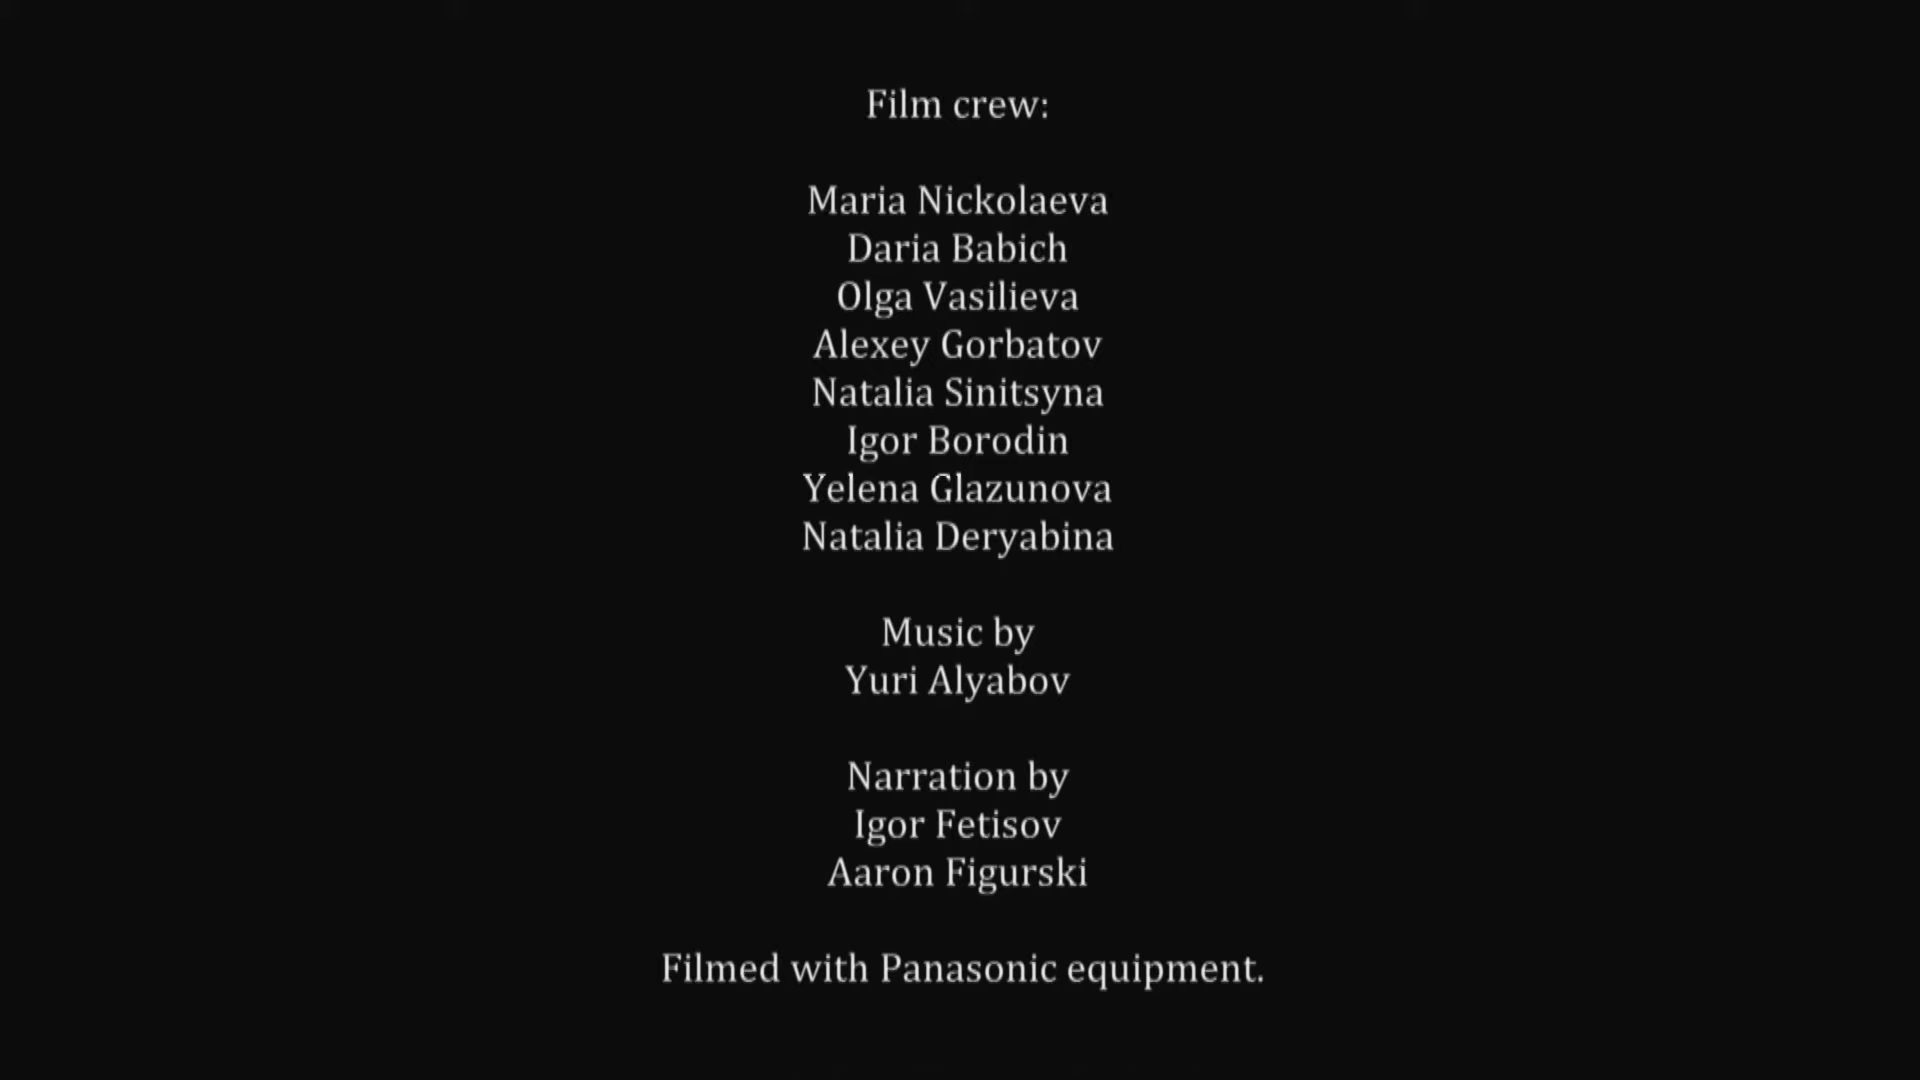 Film crew:
Maria Nickolaeva
Daria Babich
Olga Vasilieva
Alexey Gorbatov
Natalia Sinitsyna
Igor Borodin
Yelena Glazunova
Natalia Deryabina
Music by
Yuri Alyabov
Narration by
Igor Fetisov
Aaron Figurski
Filmed with Panasonic equipment.